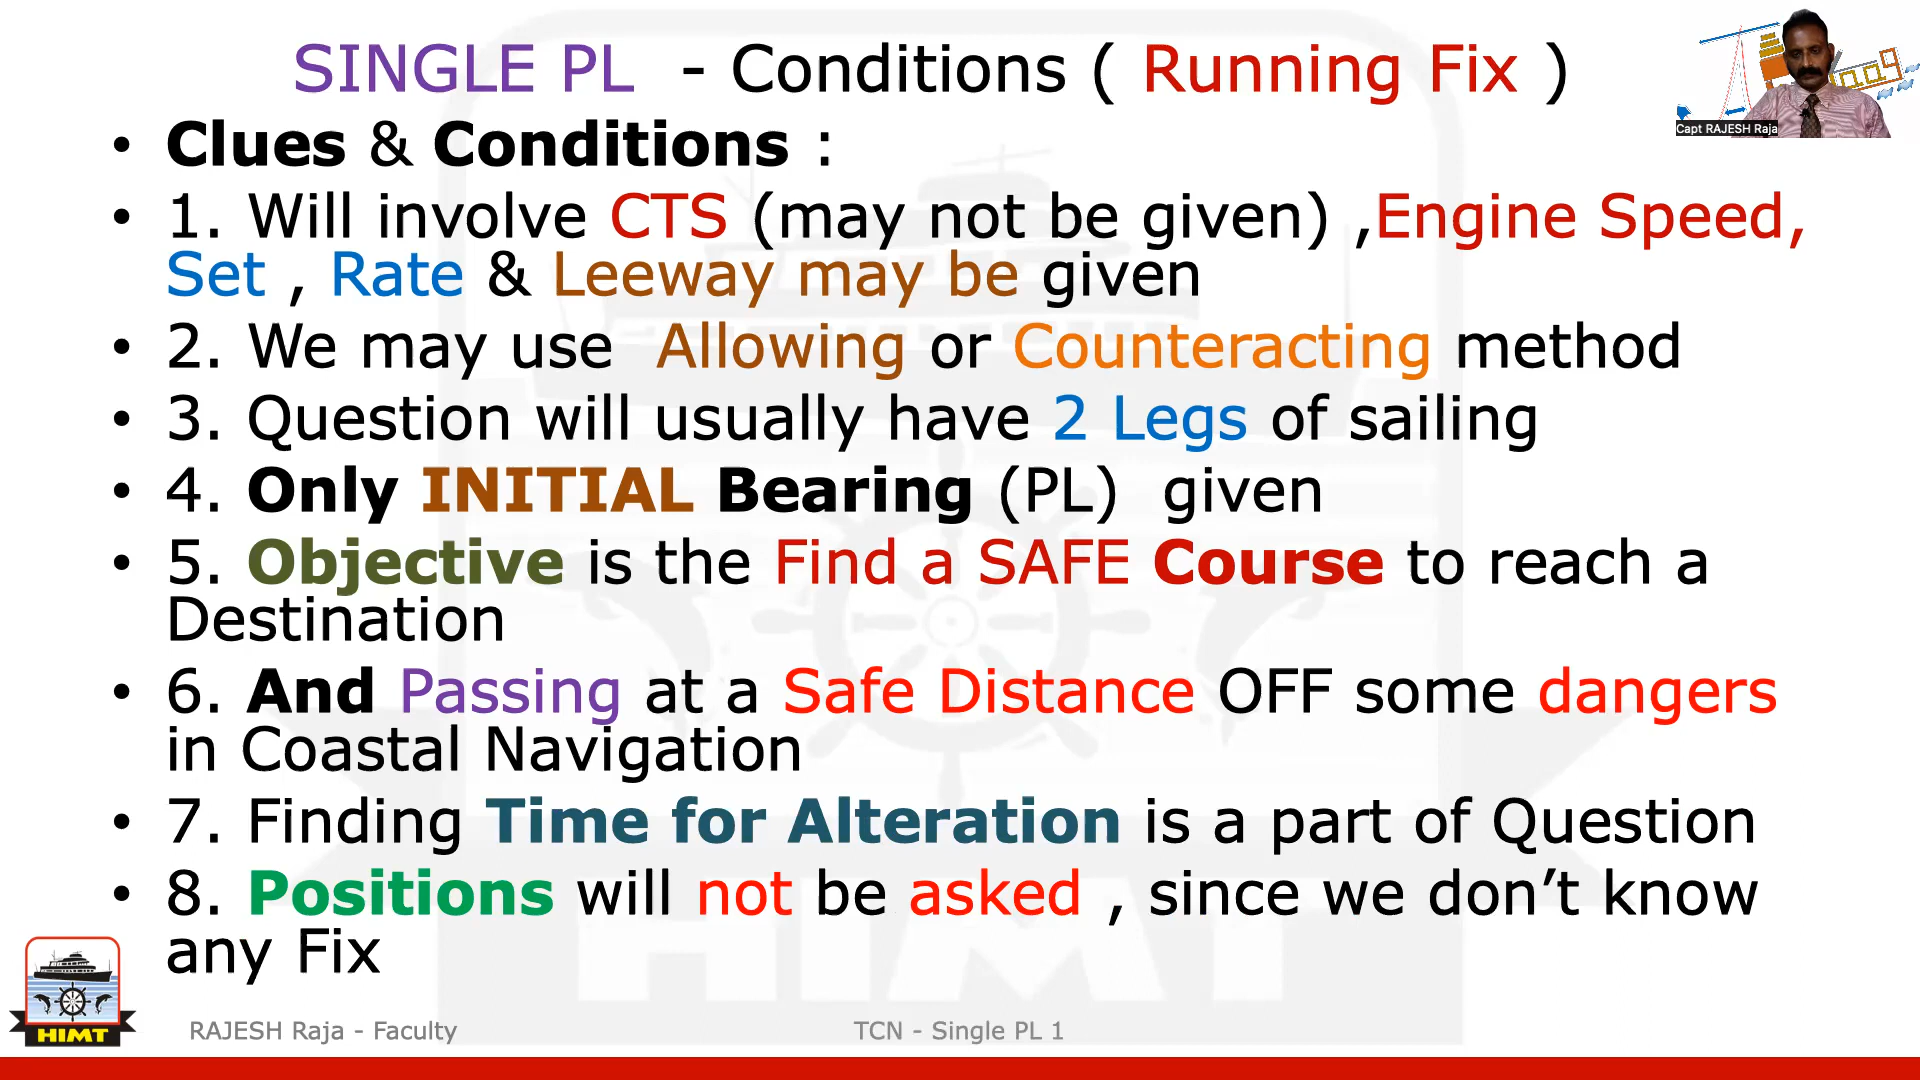 SINGLE PL - Conditions ( Running Fix )
• Clues & Conditions :
• 1. Will involve CTS (may not be given) ,Engine Speed,
Set , Rate & Leeway may be given
• 2. We may use Allowing or Counteracting method
• 3. Question will usually have 2 Legs of sailing
• 4. Only INITIAL Bearing (PL) given
• 5. Objective is the Find a SAFE Course to reach a
Destination
• 6. And Passing at a Safe Distance OFF some dangers
in Coastal Navigation
• 7. Finding Time for Alteration is a part of Question
• 8. Positions will not be asked , since we don’t know
any Fix
Capt RAJESH Raja
HIMT
HIMT
RAJESH Raja - Faculty
TCN - Single PL 1